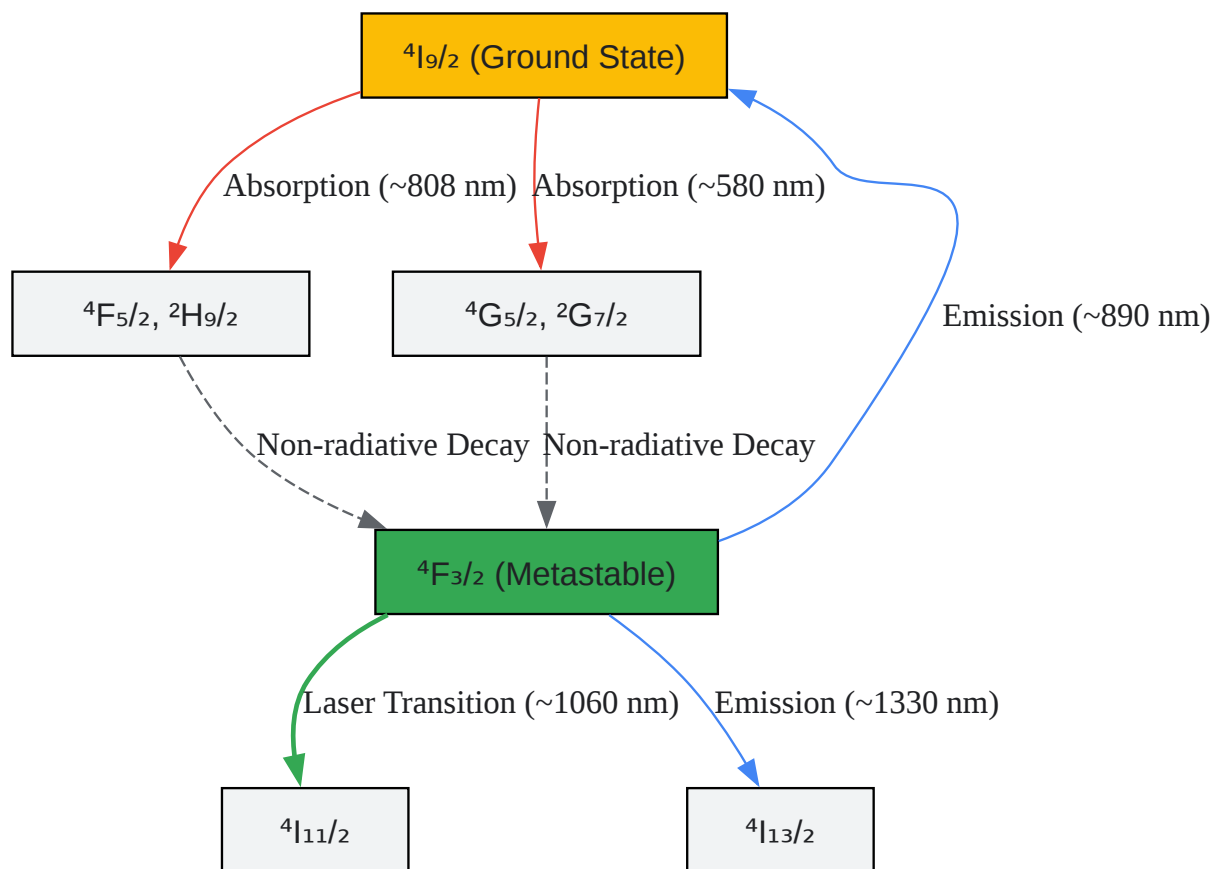 ⁴I₉/₂ (Ground State)
Absorption (~808 nm)
Absorption (~580 nm)
⁴F₅/₂, ²H₉/₂
⁴G₅/₂, ²G₇/₂
Emission (~890 nm)
Non-radiative Decay
Non-radiative Decay
⁴F₃/₂ (Metastable)
Laser Transition (~1060 nm)
Emission (~1330 nm)
⁴I₁₁/₂
⁴I₁₃/₂